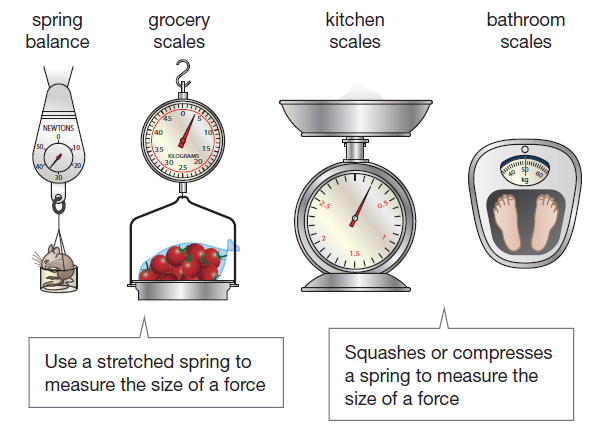 spring
balance
grocery
scales
kitchen
scales
bathroom
scales
NEWTONS
0
10
20
30
40
50
0
5
10
15
20
25
30
35
40
45
KILOGRAMS
0.5
1
1.5
2
2.5
40
50
60
kg
Use a stretched spring to
measure the size of a force
Squashes or compresses
a spring to measure the
size of a force